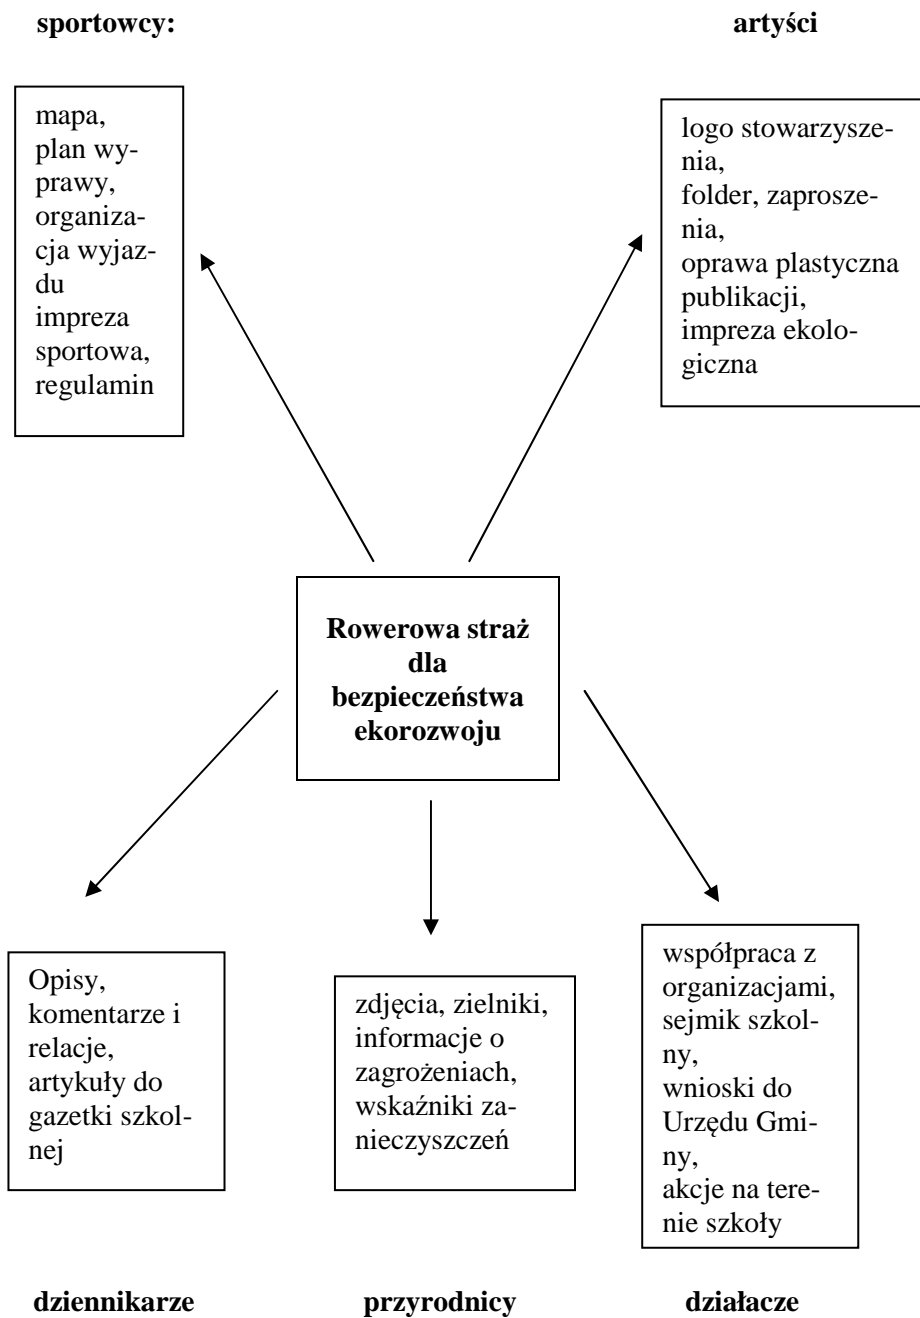 sportowcy:
artyści
mapa,
plan wy-
prawy,
organiza-
cja wyjaz-
du
impreza
sportowa,
regulamin
logo stowarzysze-
nia,
folder, zaprosze-
nia,
oprawa plastyczna
publikacji,
impreza ekolo-
giczna
Rowerowa straż
dla
bezpieczeństwa
ekorozwoju
Opisy,
komentarze i
relacje,
artykuły do
gazetki szkol-
nej
zdjęcia, zielniki,
informacje o
zagrożeniach,
wskaźniki za-
nieczyszczeń
współpraca z
organizacjami,
sejmik szkol-
ny,
wnioski do
Urzędu Gmi-
ny,
akcje na tere-
nie szkoły
dziennikarze
przyrodnicy
działacze